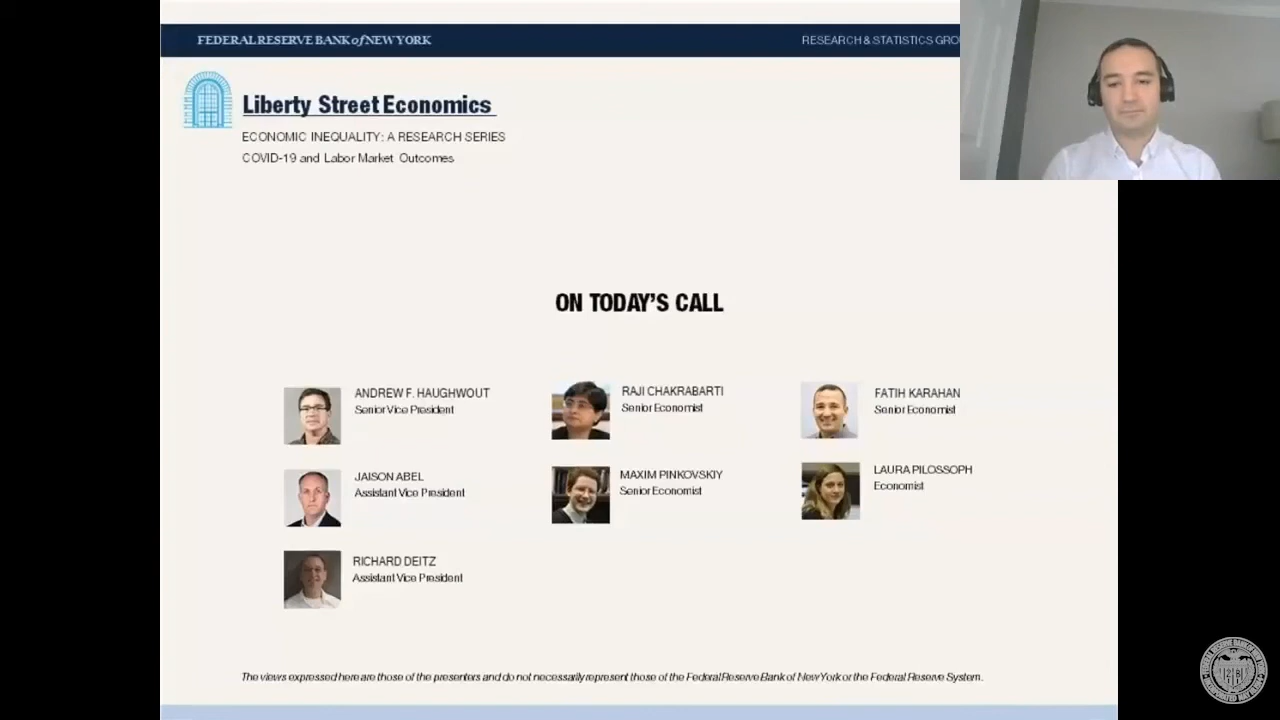 FEDERAL RESERVE BANK of NEW YORK
RESEARCH & STATISTICS
Liberty Street Economics
ECONOMIC INEQUALITY: A RESEARCH SERIES
COVID-19 and Labor Market Outcomes
ON TODAY'S CALL
ANDREW F. HAUGHWOUT
Senior Vice President
RAJI CHAKRABARTI
Senior Economist
FATIH KARAHAN
Senior Economist
JAISON ABEL
Assistant Vice President
MAXIM PINKOVSKIY
Senior Economist
LAURA PILOSSOPH
Economist
RICHARD DEITZ
Assistant Vice President
The views expressed here are those of the presenters and do not necessarily represent those of the Federal Reserve Bank of New York or the Federal Reserve System.